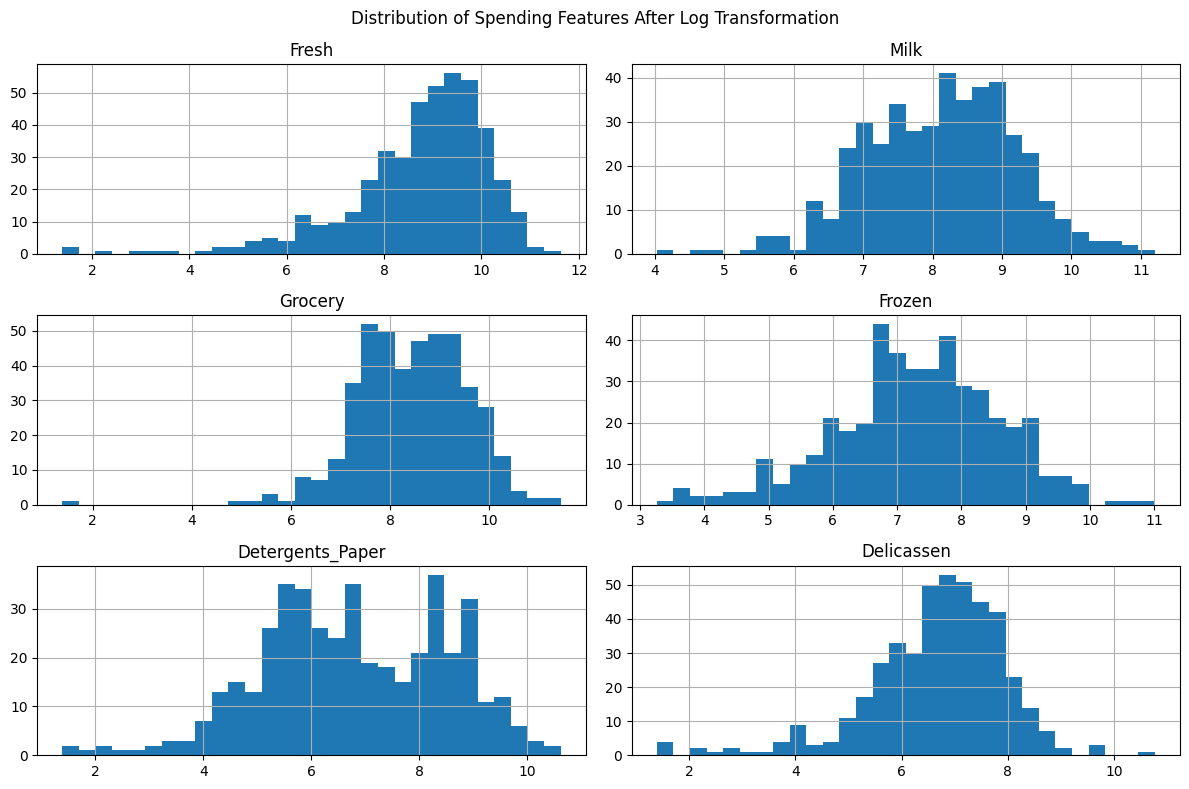 Distribution of Spending Features After Log Transformation
Fresh
50
40
30
20
10
0
2 4 6 8 10 12
Milk
40
30
20
10
0
4 5 6 7 8 9 10 11
Grocery
50
40
30
20
10
0
2 4 6 8 10
Frozen
40
30
20
10
0
3 4 5 6 7 8 9 10 11
Detergents_Paper
30
20
10
0
2 4 6 8 10
Delicassen
50
40
30
20
10
0
2 4 6 8 10